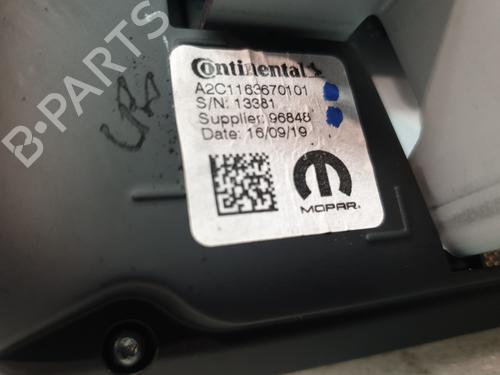 B-PARTS
Continental
A2C1163670101
S/N: 13381
Supplier: 96848
Date: 16/09/19
MOPAR